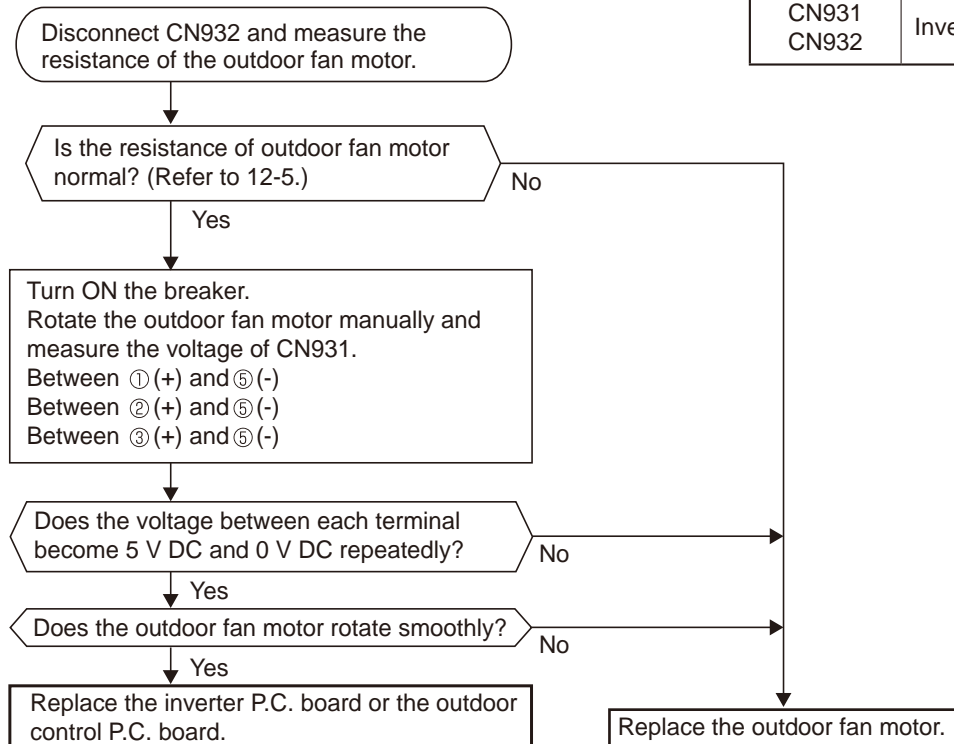 CN931
CN932
Disconnect CN932 and measure the
resistance of the outdoor fan motor.
Is the resistance of outdoor fan motor
normal? (Refer to 12-5.)
No
Yes
Turn ON the breaker.
Rotate the outdoor fan motor manually and
measure the voltage of CN931.
Between ①(+) and ⑤(-)
Between ②(+) and ⑤(-)
Between ③(+) and ⑤(-)
Does the voltage between each terminal
become 5 V DC and 0 V DC repeatedly?
No
Yes
Does the outdoor fan motor rotate smoothly?
No
Yes
Replace the inverter P.C. board or the outdoor
control P.C. board.
Replace the outdoor fan motor.